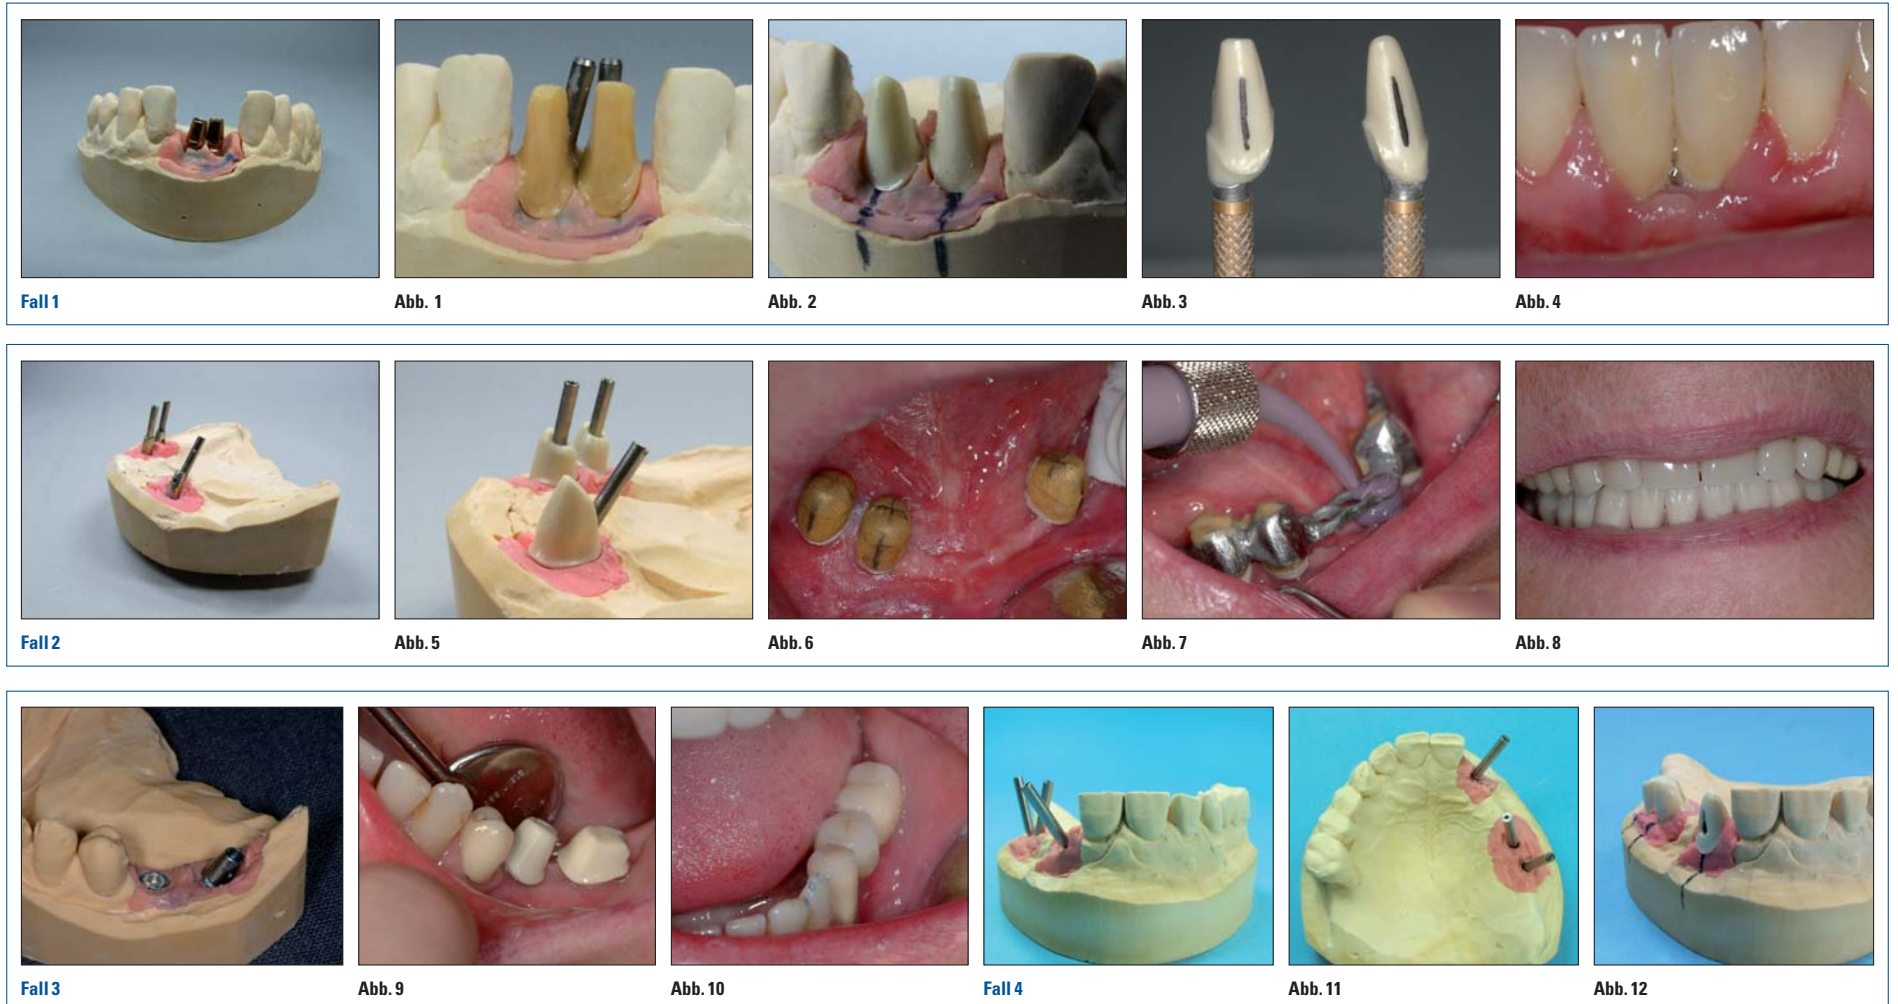 Fall 1
Abb. 1
Abb. 2
Abb. 3
Abb. 4
Fall 2
Abb. 5
Abb. 6
Abb. 7
Abb. 8
Fall 3
Abb. 9
Abb. 10
Fall 4
Abb. 11
Abb. 12